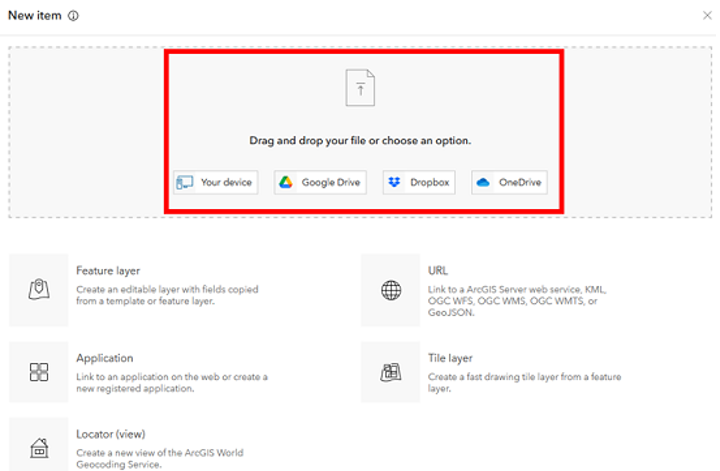 New item
Drag and drop your file or choose an option.
Your device
Google Drive
Dropbox
OneDrive
Feature layer
Create an editable layer with fields copied
from a template or feature layer.
URL
Link to a ArcGIS Server web service, KML,
OGC WFS, OGC WMS, OGC WMTS, or
GeoJSON.
Application
Link to an application on the web or create a
new registered application.
Tile layer
Create a fast drawing tile layer from a feature
layer.
Locator (view)
Create a new view of the ArcGIS World
Geocoding Service.